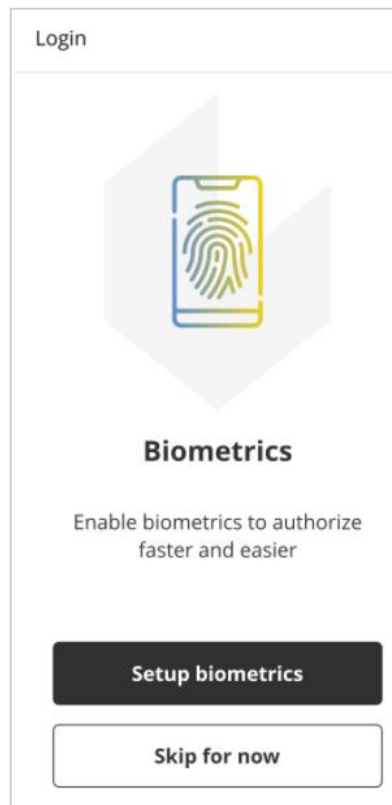 Login
Biometrics
Enable biometrics to authorize
faster and easier
Setup biometrics
Skip for now